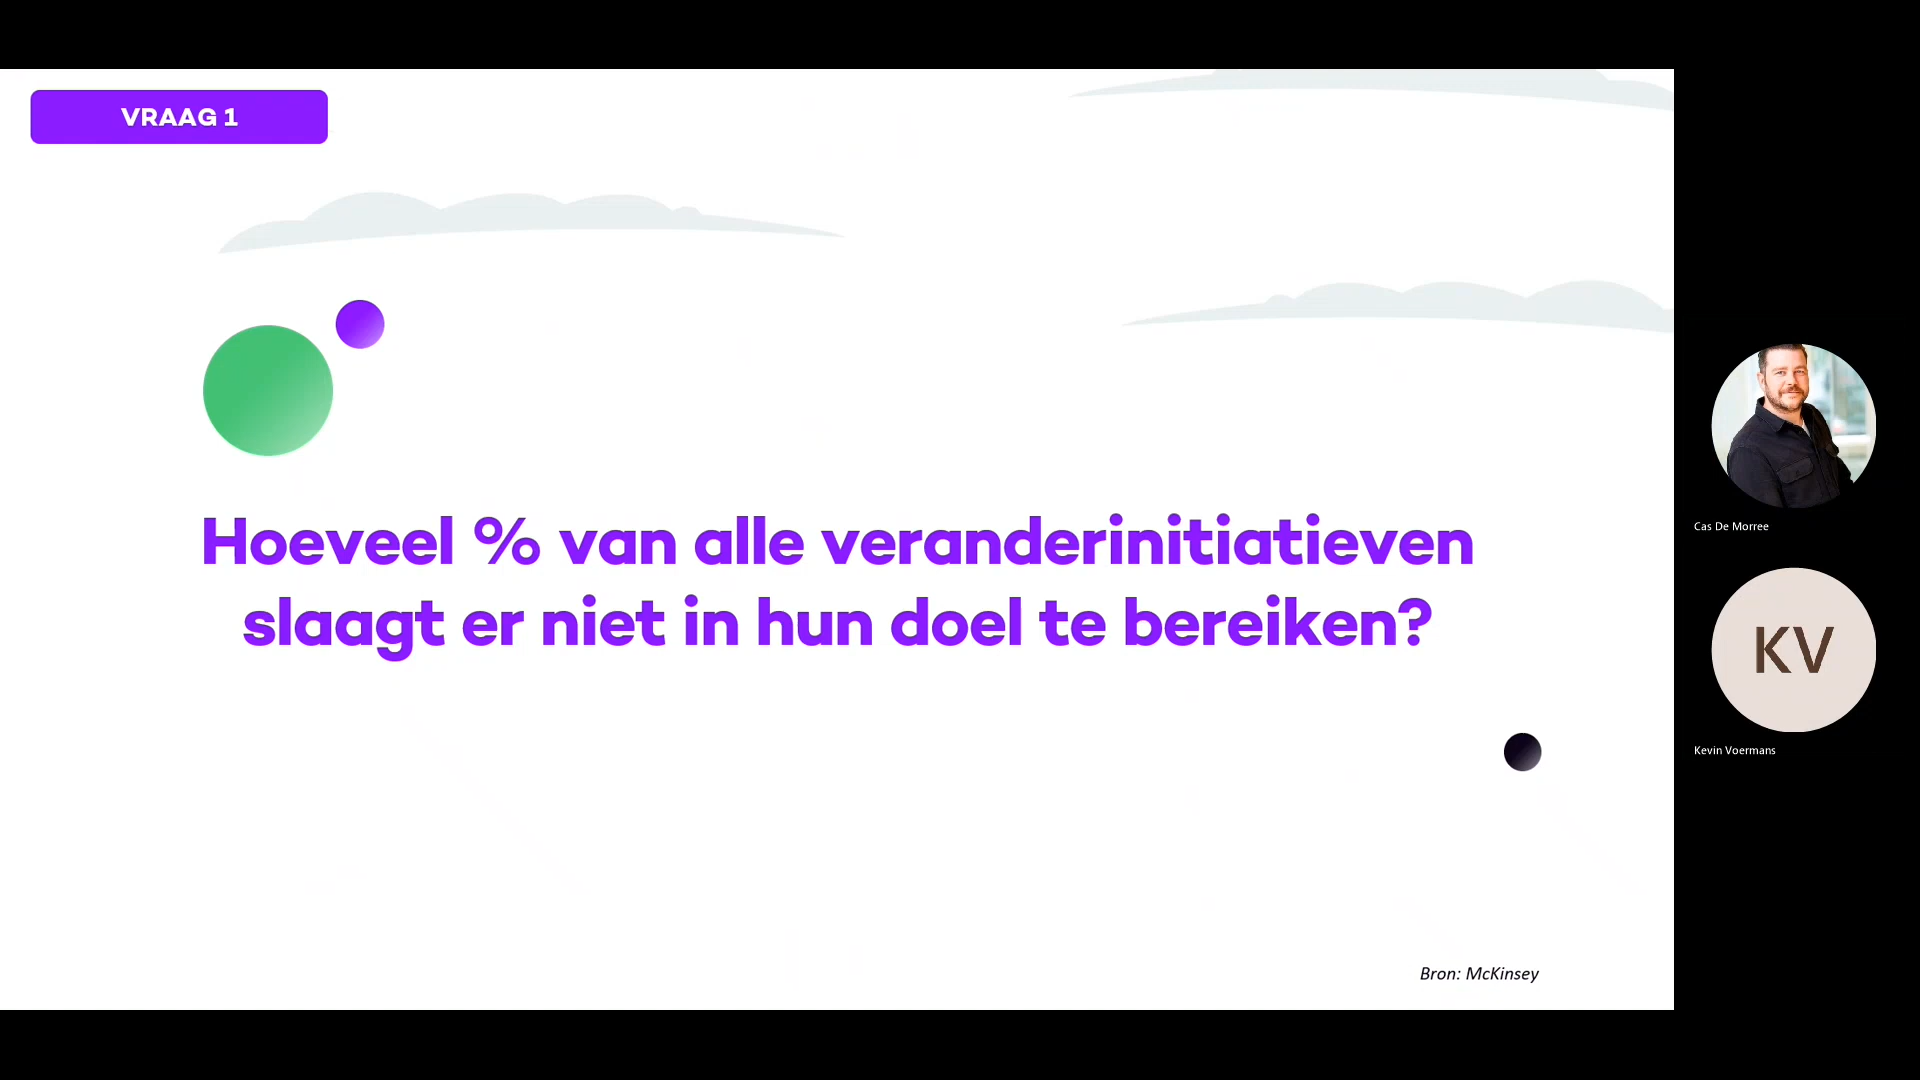 VRAAG 1
Hoeveel % van alle veranderinitiatieven
slaagt er niet in hun doel te bereiken?
Bron: McKinsey
Cas De Morree
KV
Kevin Voermans